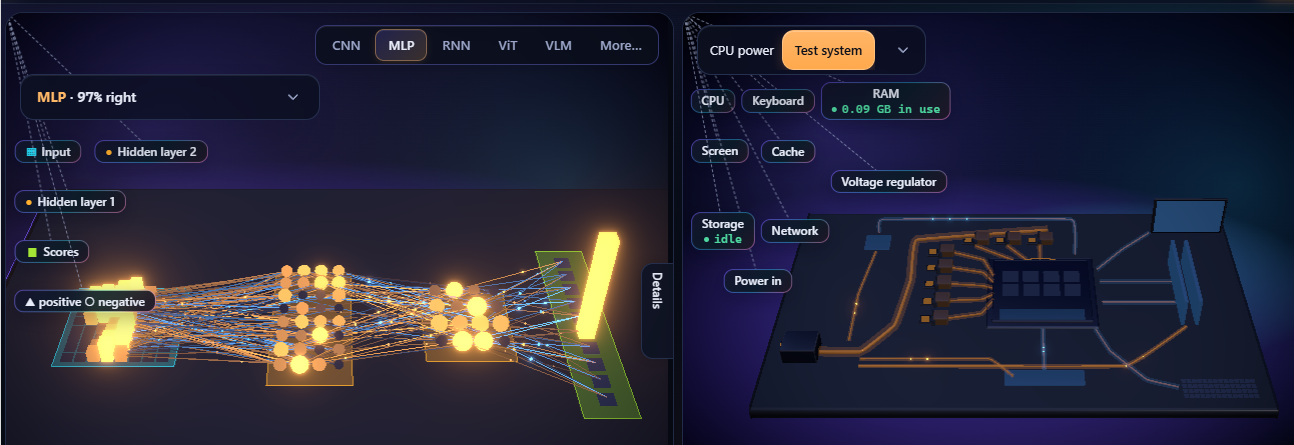 CNN
MLP
RNN
ViT
VLM
More...
MLP · 97% right
Input
Hidden layer 2
Hidden layer 1
Scores
▲ positive ○ negative
Details
CPU power
Test system
CPU
Keyboard
RAM
• 0.09 GB in use
Screen
Cache
Voltage regulator
Storage
• idle
Network
Power in